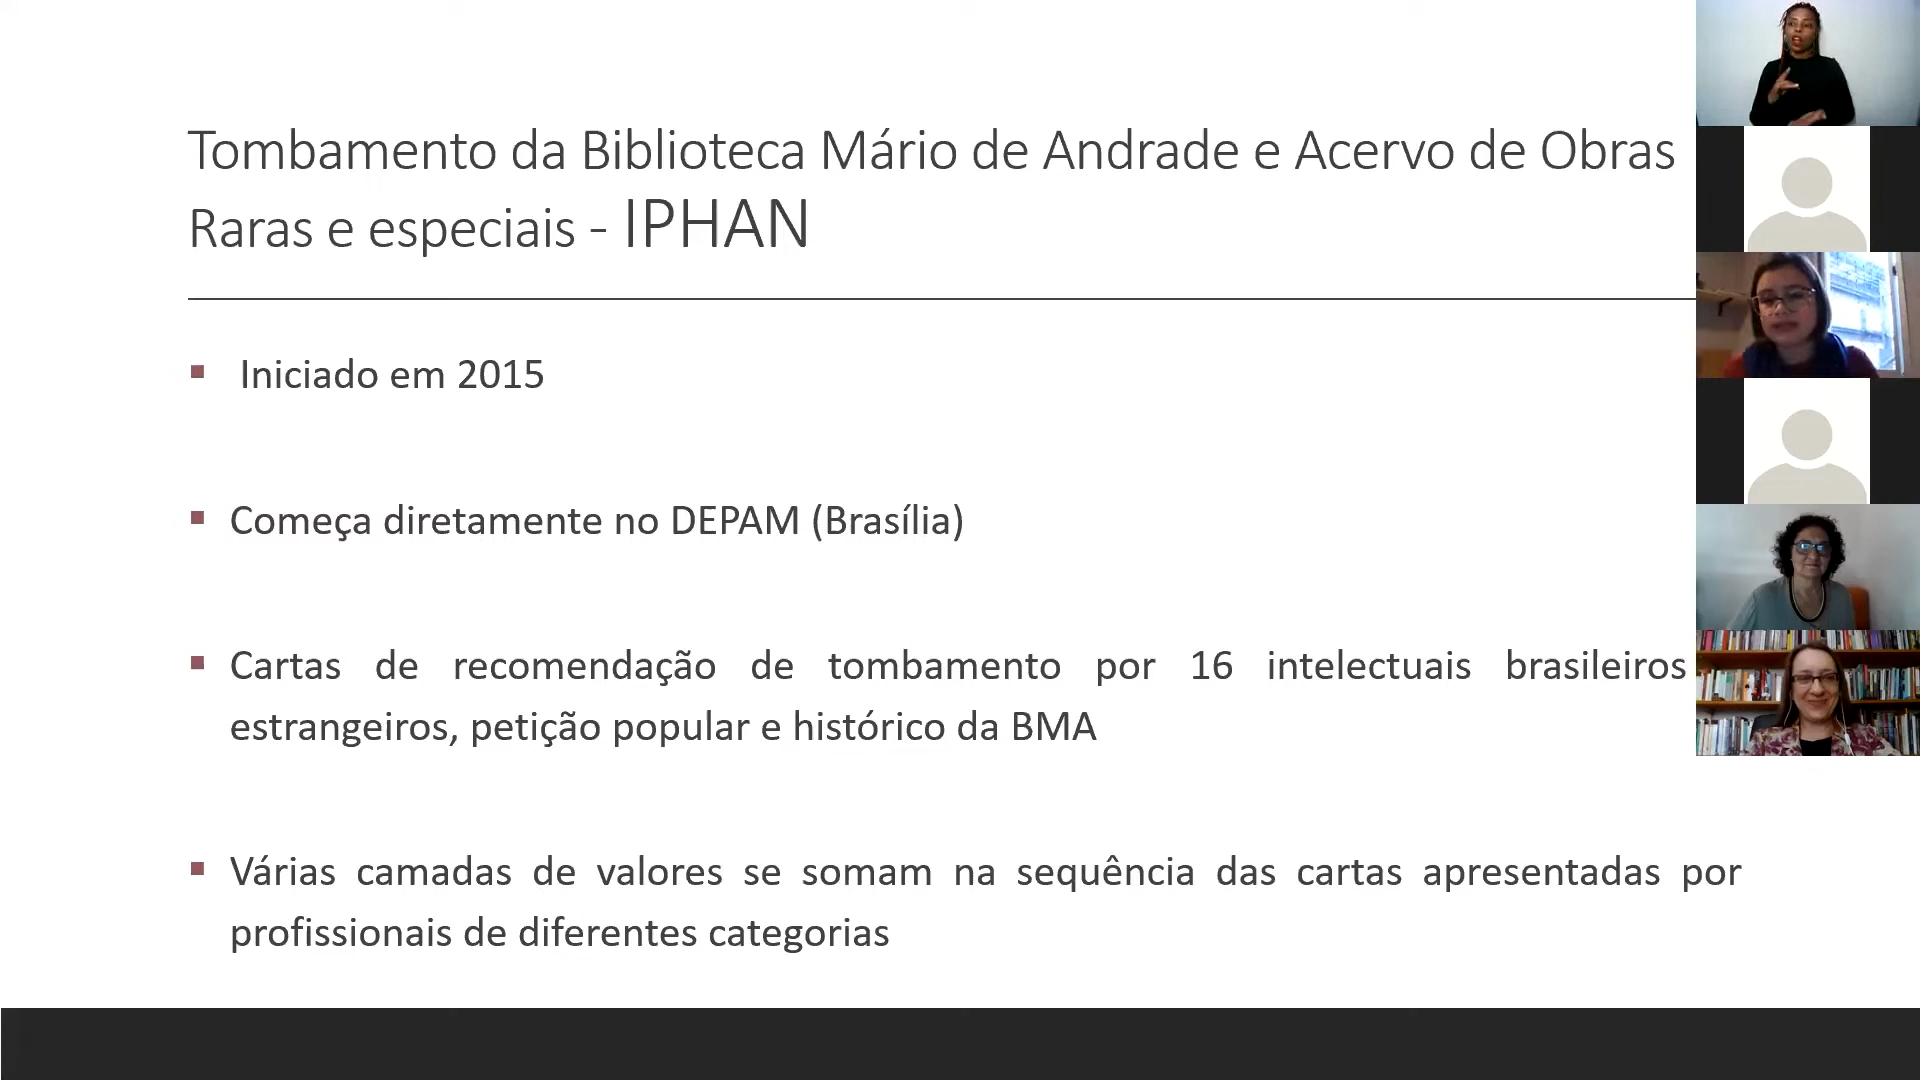 Tombamento da Biblioteca Mário de Andrade e Acervo de Obras
Raras e especiais - IPHAN
▪ Iniciado em 2015
▪ Começa diretamente no DEPAM (Brasília)
▪ Cartas de recomendação de tombamento por 16 intelectuais brasileiros
estrangeiros, petição popular e histórico da BMA
▪ Várias camadas de valores se somam na sequência das cartas apresentadas por
profissionais de diferentes categorias